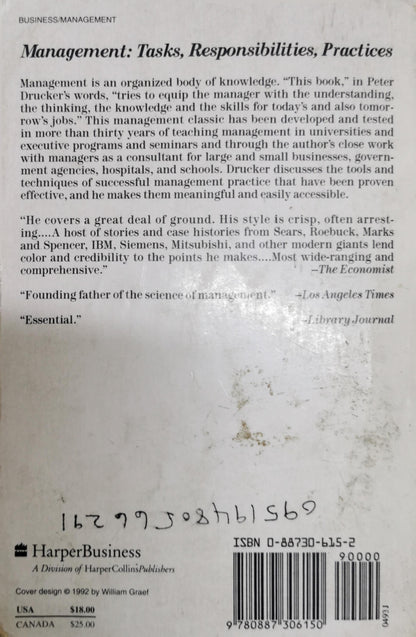 BUSINESS/MANAGEMENT
Management: Tasks, Responsibilities, Practices
Management is an organized body of knowledge. “This book,” in Peter
Drucker's words, “tries to equip the manager with the understanding,
the thinking, the knowledge and the skills for today's and also tomor-
row's jobs.” This management classic has been developed and tested
in more than thirty years of teaching management in universities and
executive programs and seminars and through the author's close work
with managers as a consultant for large and small businesses, govern-
ment agencies, hospitals, and schools. Drucker discusses the tools and
techniques of successful management practice that have been proven
effective, and he makes them meaningful and easily accessible.
“He covers a great deal of ground. His style is crisp, often arrest-
ing....A host of stories and case histories from Sears, Roebuck, Marks
and Spencer, IBM, Siemens, Mitsubishi, and other modern giants lend
color and credibility to the points he makes....Most wide-ranging and
comprehensive.” –The Economist
“Founding father of the science of management.” –Los Angeles Times
“Essential.” –Library Journal
HarperBusiness
A Division of HarperCollinsPublishers
Cover design © 1992 by William Graef
USA $18.00
CANADA $25.00
ISBN 0-88730-615-2
90000
9 780887 306150